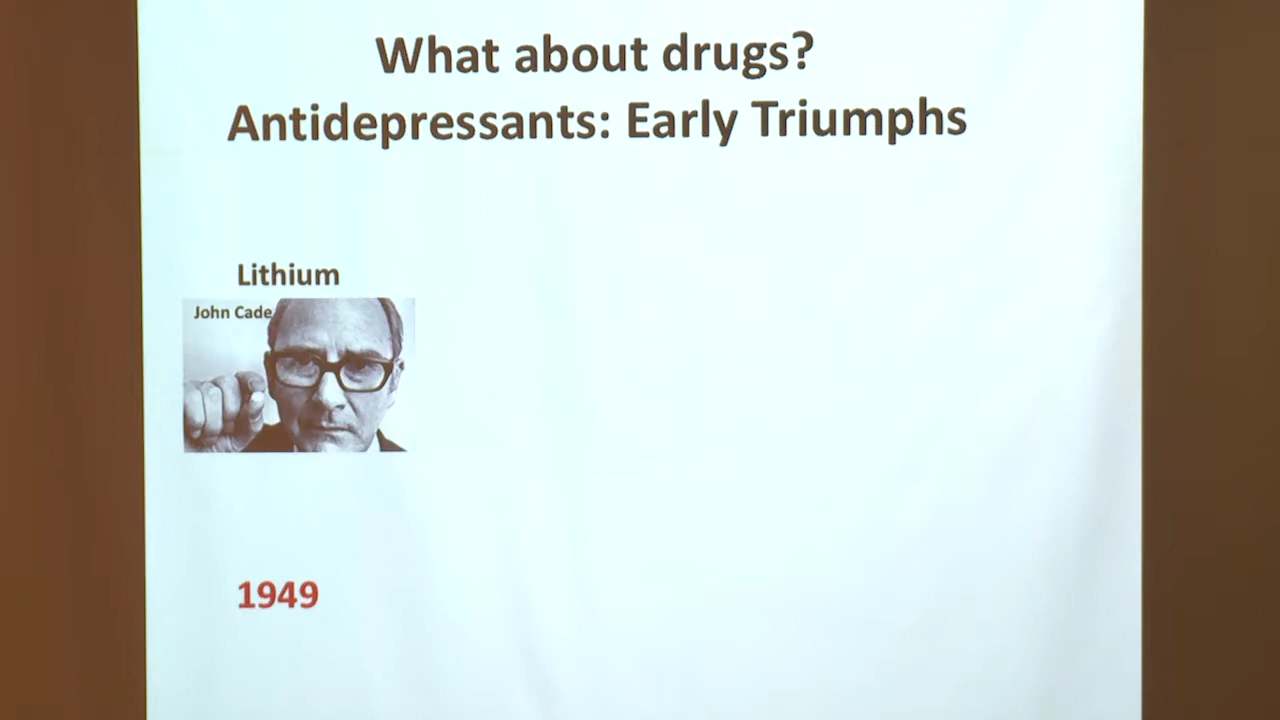 What about drugs?
Antidepressants: Early Triumphs
Lithium
John Cade
1949